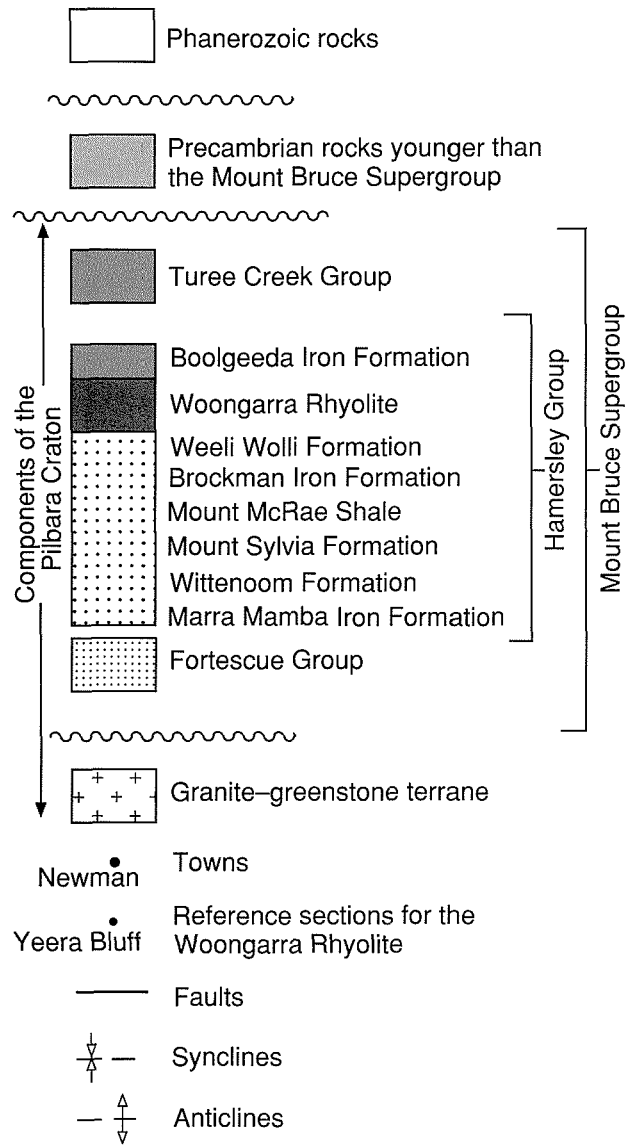 Phanerozoic rocks
Precambrian rocks younger than
the Mount Bruce Supergroup
Turee Creek Group
Boolgeeda Iron Formation
Woongarra Rhyolite
Weeli Wolli Formation
Brockman Iron Formation
Mount McRae Shale
Mount Sylvia Formation
Wittenoom Formation
Marra Mamba Iron Formation
Fortescue Group
Granite–greenstone terrane
Components of the
Pilbara Craton
Hamersley Group
Mount Bruce Supergroup
Newman
Towns
Yeera Bluff
Reference sections for the
Woongarra Rhyolite
Faults
Synclines
Anticlines